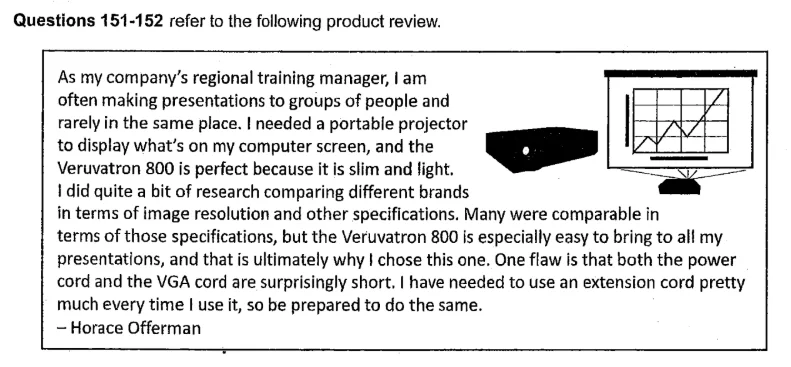 Questions 151-152 refer to the following product review.
As my company's regional training manager, I am
often making presentations to groups of people and
rarely in the same place. I needed a portable projector
to display what's on my computer screen, and the
Veruvatron 800 is perfect because it is slim and light.
I did quite a bit of research comparing different brands
in terms of image resolution and other specifications. Many were comparable in
terms of those specifications, but the Veruvatron 800 is especially easy to bring to all my
presentations, and that is ultimately why I chose this one. One flaw is that both the power
cord and the VGA cord are surprisingly short. I have needed to use an extension cord pretty
much every time I use it, so be prepared to do the same.
– Horace Offerman